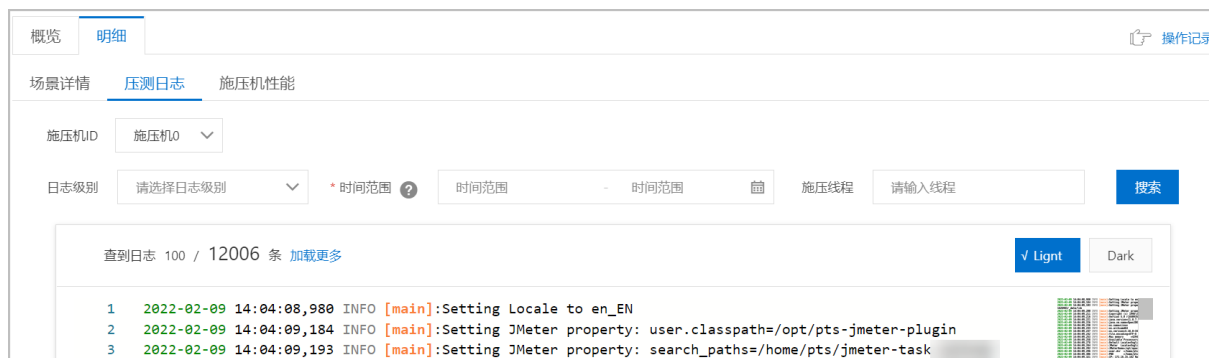 概览 明细 操作记录
场景详情 压测日志 施压机性能
施压机ID 施压机0
日志级别 请选择日志级别 * 时间范围 ? 时间范围 - 时间范围 施压线程 请输入线程 搜索
查到日志 100 / 12006 条 加载更多 √ Lignt Dark
1 2022-02-09 14:04:08,980 INFO [main]:Setting Locale to en_EN
2 2022-02-09 14:04:09,184 INFO [main]:Setting JMeter property: user.classpath=/opt/pts-jmeter-plugin
3 2022-02-09 14:04:09,193 INFO [main]:Setting JMeter property: search_paths=/home/pts/jmeter-task